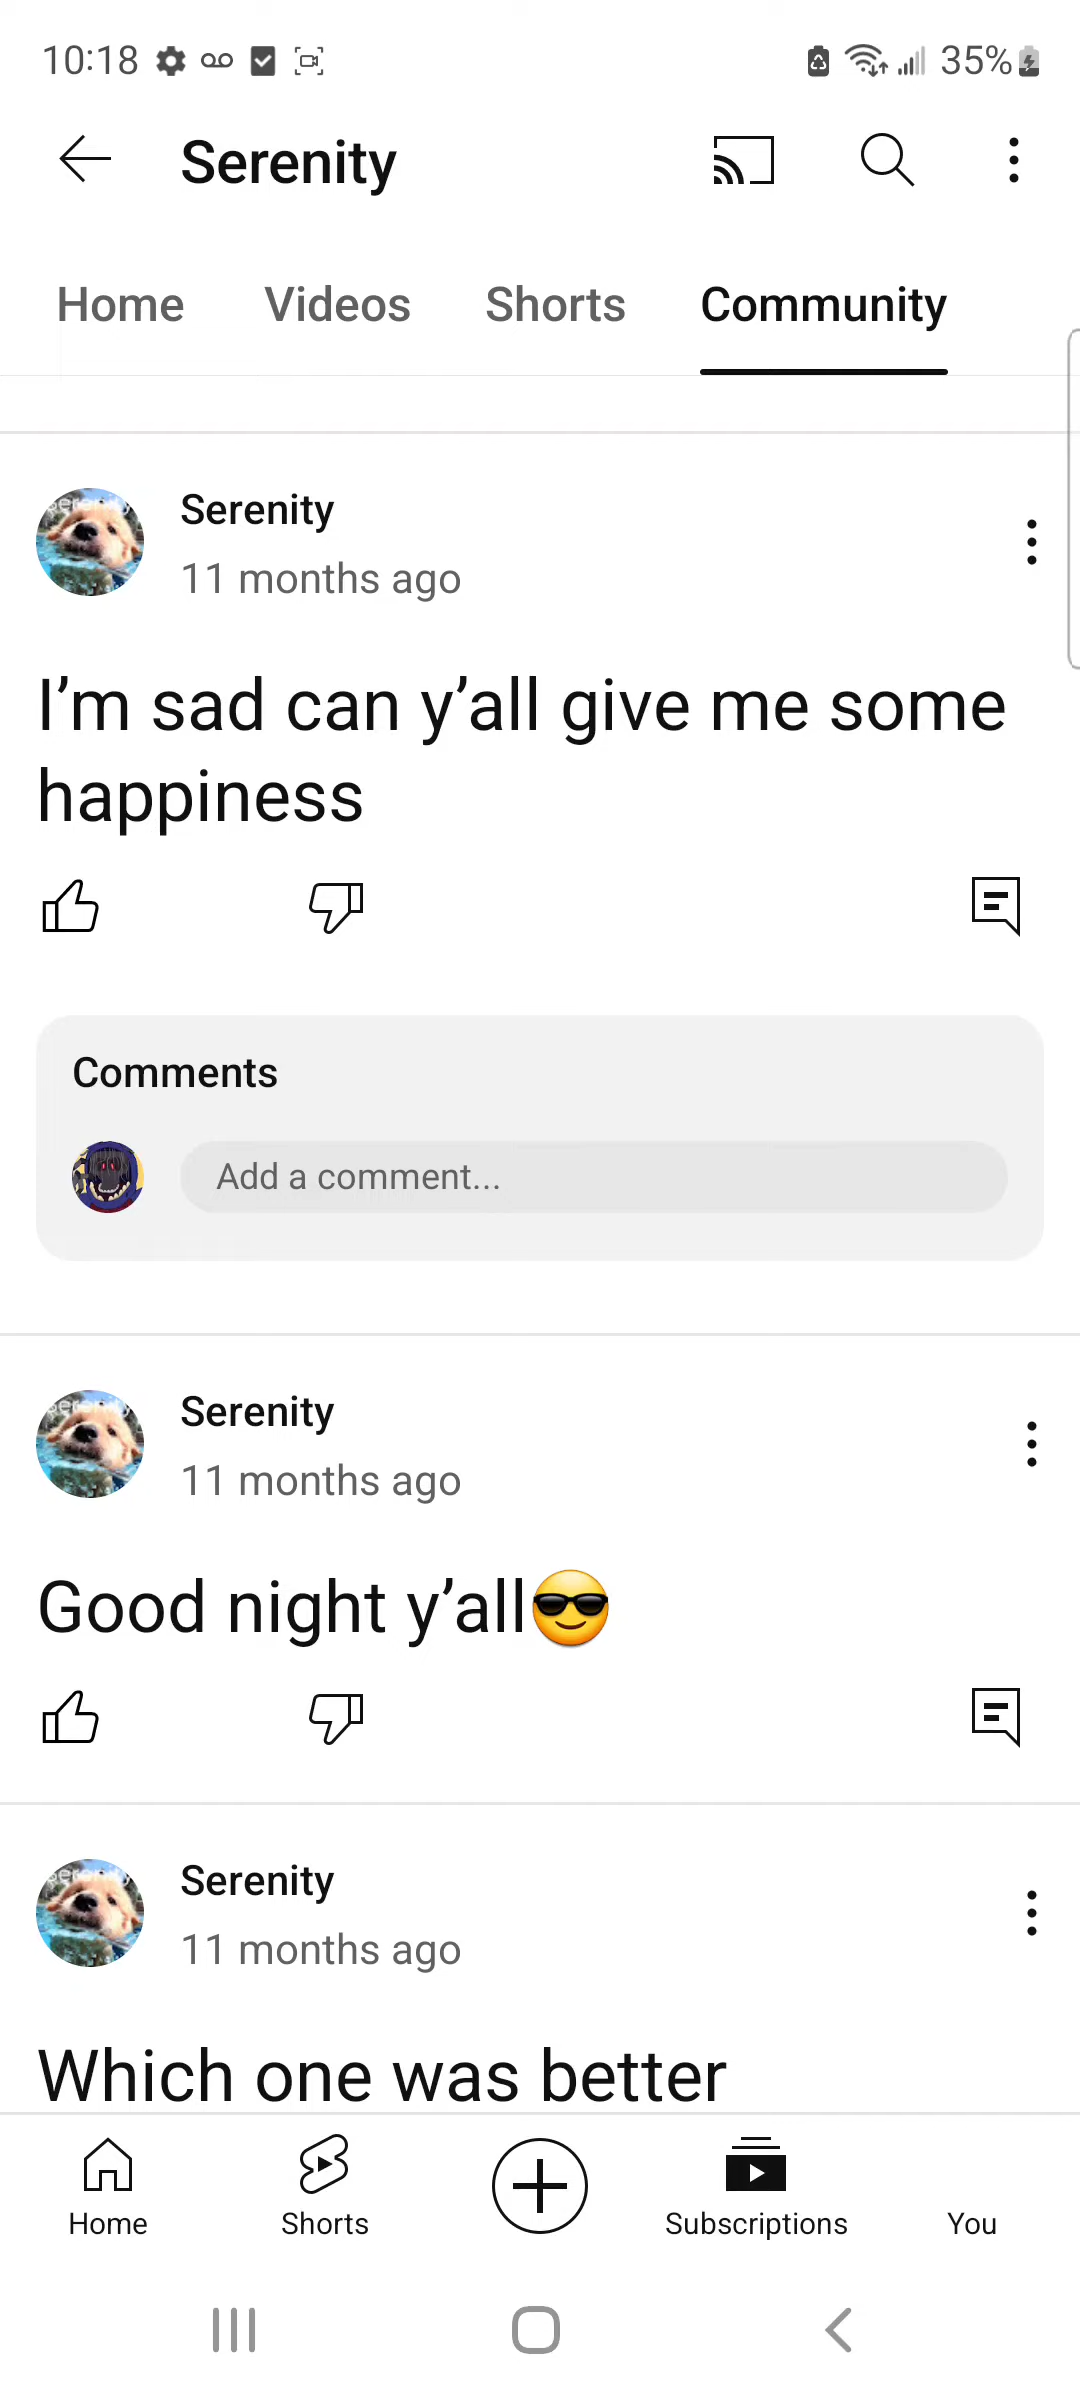 10:18
35%
Serenity
Home Videos Shorts Community
Serenity
11 months ago
I’m sad can y’all give me some
happiness
Comments
Add a comment...
Serenity
11 months ago
Good night y’all😎
Serenity
11 months ago
Which one was better
Home Shorts Subscriptions You